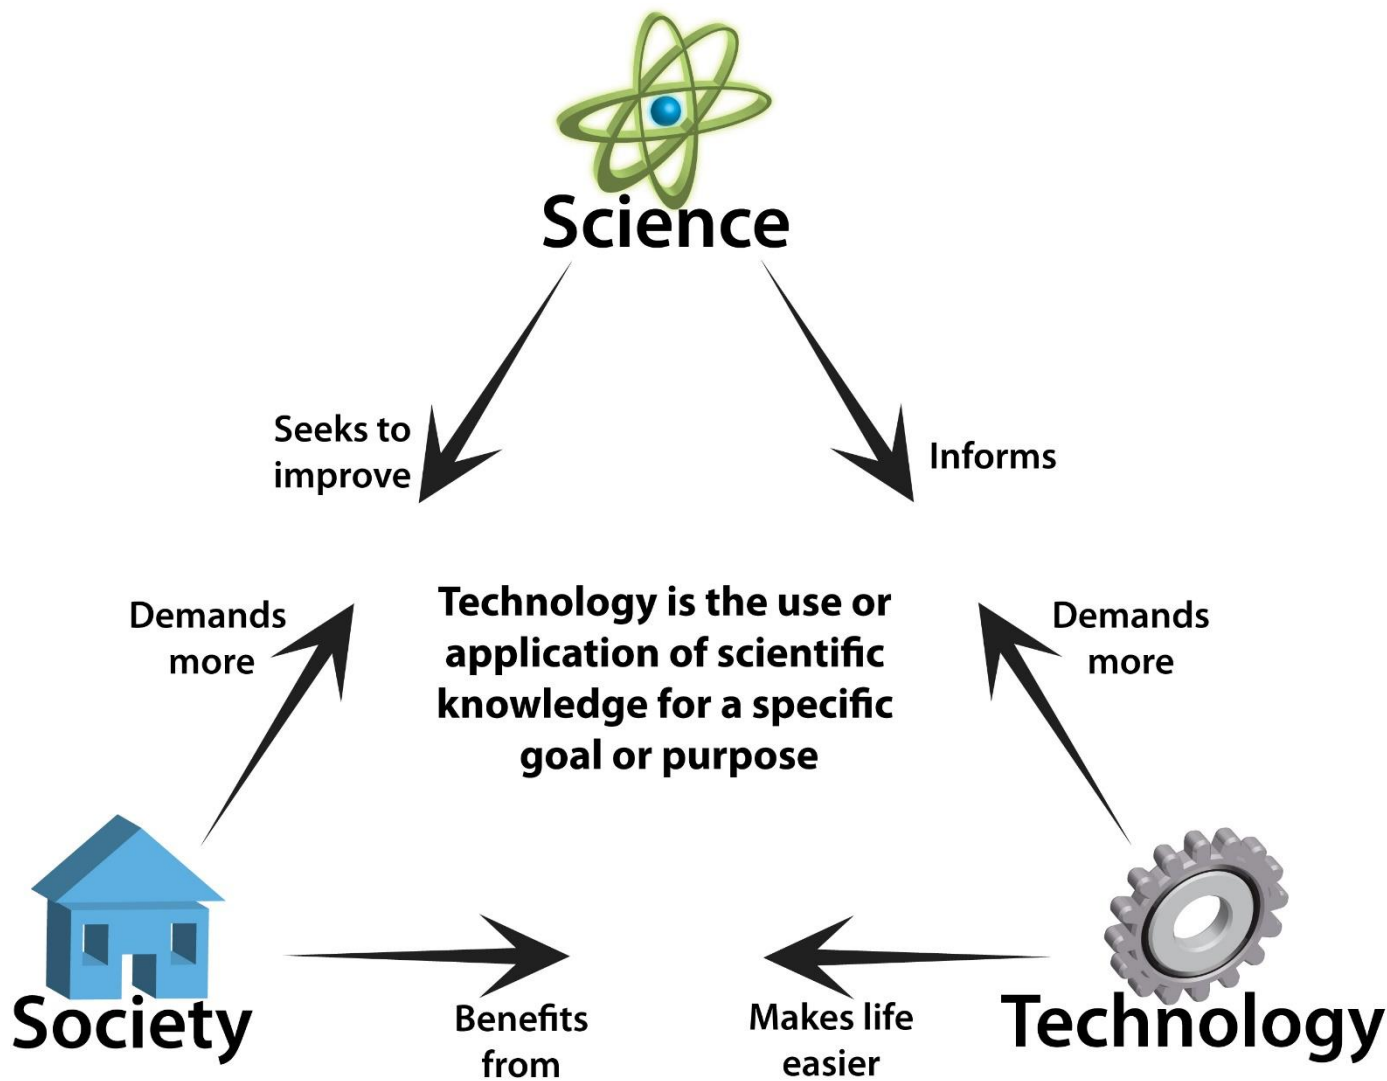 Science
Seeks to
improve
Informs
Demands
more
Technology is the use or
application of scientific
knowledge for a specific
goal or purpose
Demands
more
Society
Benefits
from
Makes life
easier
Technology